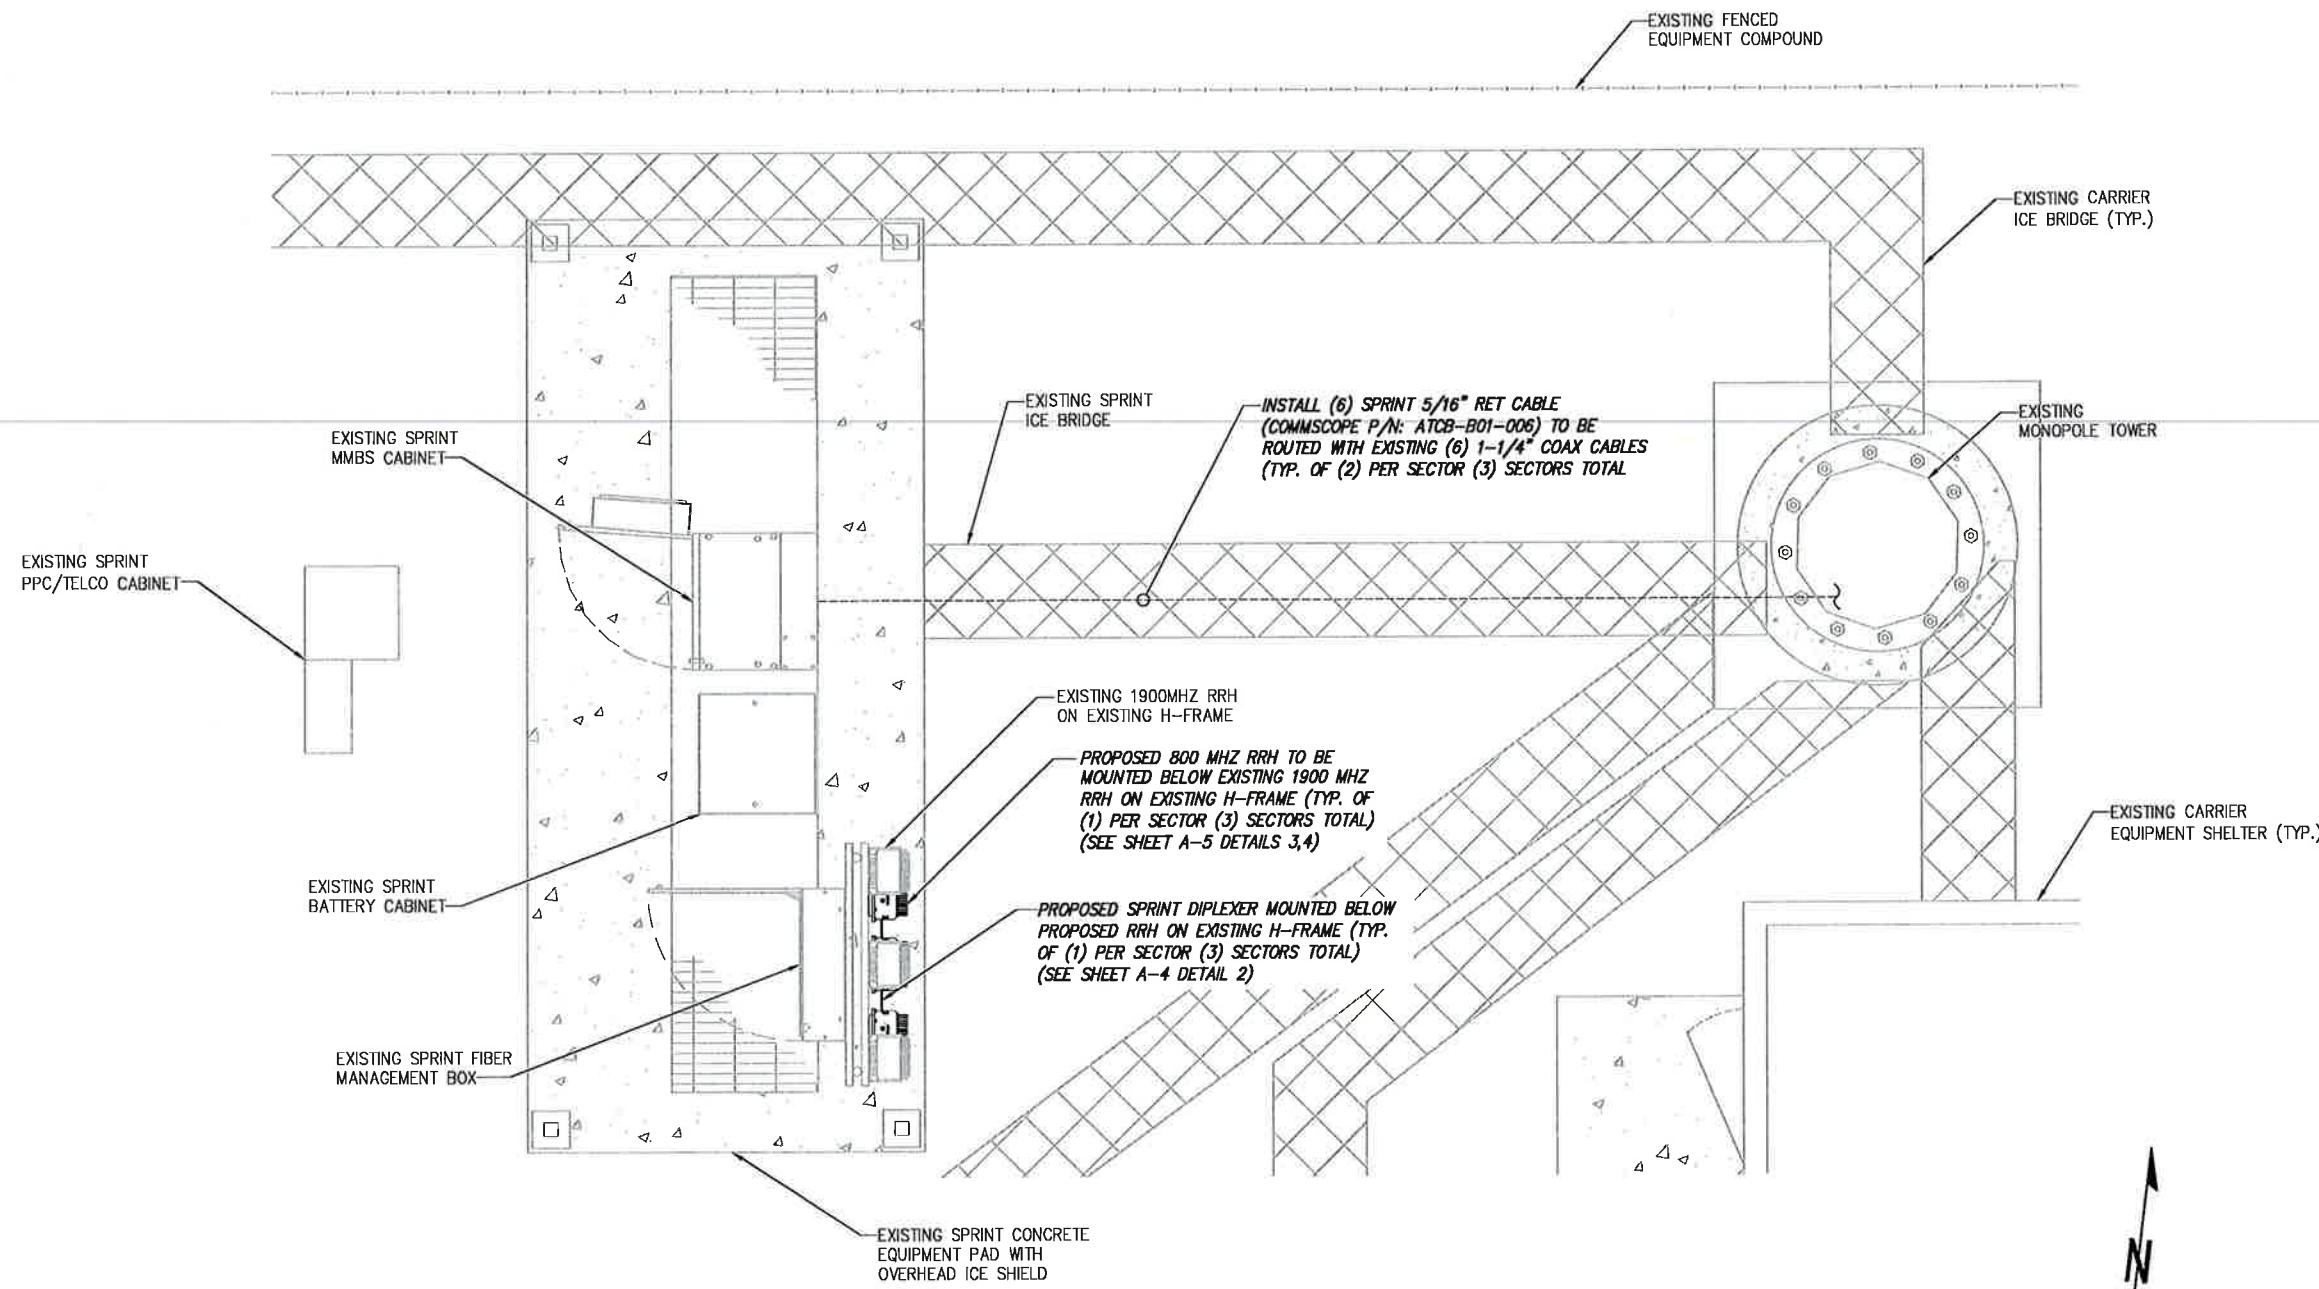 EXISTING FENCED
EQUIPMENT COMPOUND
EXISTING CARRIER
ICE BRIDGE (TYP.)
EXISTING SPRINT
ICE BRIDGE
INSTALL (6) SPRINT 5/16" RET CABLE
(COMMSCOPE P/N: ATCB-B01-006) TO BE
ROUTED WITH EXISTING (6) 1-1/4" COAX CABLES
(TYP. OF (2) PER SECTOR (3) SECTORS TOTAL
EXISTING
MONOPOLE TOWER
EXISTING SPRINT
MMBS CABINET
EXISTING SPRINT
PPC/TELCO CABINET
EXISTING 1900MHZ RRH
ON EXISTING H-FRAME
PROPOSED 800 MHZ RRH TO BE
MOUNTED BELOW EXISTING 1900 MHZ
RRH ON EXISTING H-FRAME (TYP. OF
(1) PER SECTOR (3) SECTORS TOTAL)
(SEE SHEET A-5 DETAILS 3,4)
EXISTING CARRIER
EQUIPMENT SHELTER (TYP.)
EXISTING SPRINT
BATTERY CABINET
PROPOSED SPRINT DIPLEXER MOUNTED BELOW
PROPOSED RRH ON EXISTING H-FRAME (TYP.
OF (1) PER SECTOR (3) SECTORS TOTAL)
(SEE SHEET A-4 DETAIL 2)
EXISTING SPRINT FIBER
MANAGEMENT BOX
EXISTING SPRINT CONCRETE
EQUIPMENT PAD WITH
OVERHEAD ICE SHIELD
N